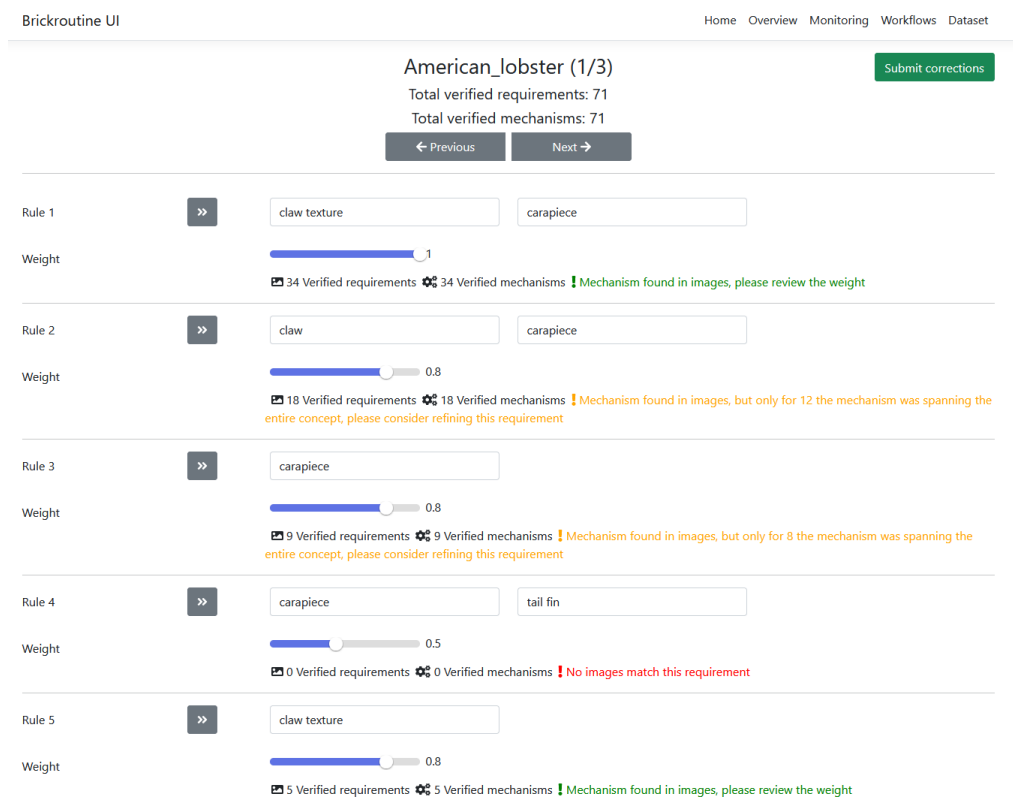 Brickroutine UI
Home Overview Monitoring Workflows Dataset
American_lobster (1/3)
Submit corrections
Total verified requirements: 71
Total verified mechanisms: 71
Previous
Next
Rule 1
claw texture
carapiece
Weight
1
34 Verified requirements 34 Verified mechanisms Mechanism found in images, please review the weight
Rule 2
claw
carapiece
Weight
0.8
18 Verified requirements 18 Verified mechanisms Mechanism found in images, but only for 12 the mechanism was spanning the
entire concept, please consider refining this requirement
Rule 3
carapiece
Weight
0.8
9 Verified requirements 9 Verified mechanisms Mechanism found in images, but only for 8 the mechanism was spanning the
entire concept, please consider refining this requirement
Rule 4
carapiece
tail fin
Weight
0.5
0 Verified requirements 0 Verified mechanisms No images match this requirement
Rule 5
claw texture
Weight
0.8
5 Verified requirements 5 Verified mechanisms Mechanism found in images, please review the weight